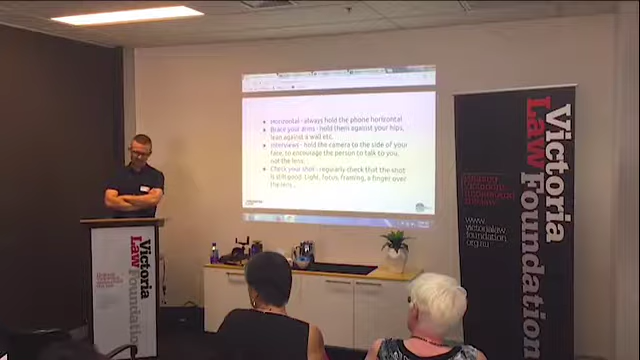 Horizontal - always hold the phone horizontal
Brace your arms - hold them against your hips,
lean against a wall etc.
Interviews - hold the camera to the side of your
face, to encourage the person to talk to you,
not the lens.
Check your shot - regularly check that the shot
is still good. Light, focus, framing, a finger over
the lens.
Victoria
Law Foundation
www.
victorialaw
foundation.
org.au
Victoria
Law Foundation